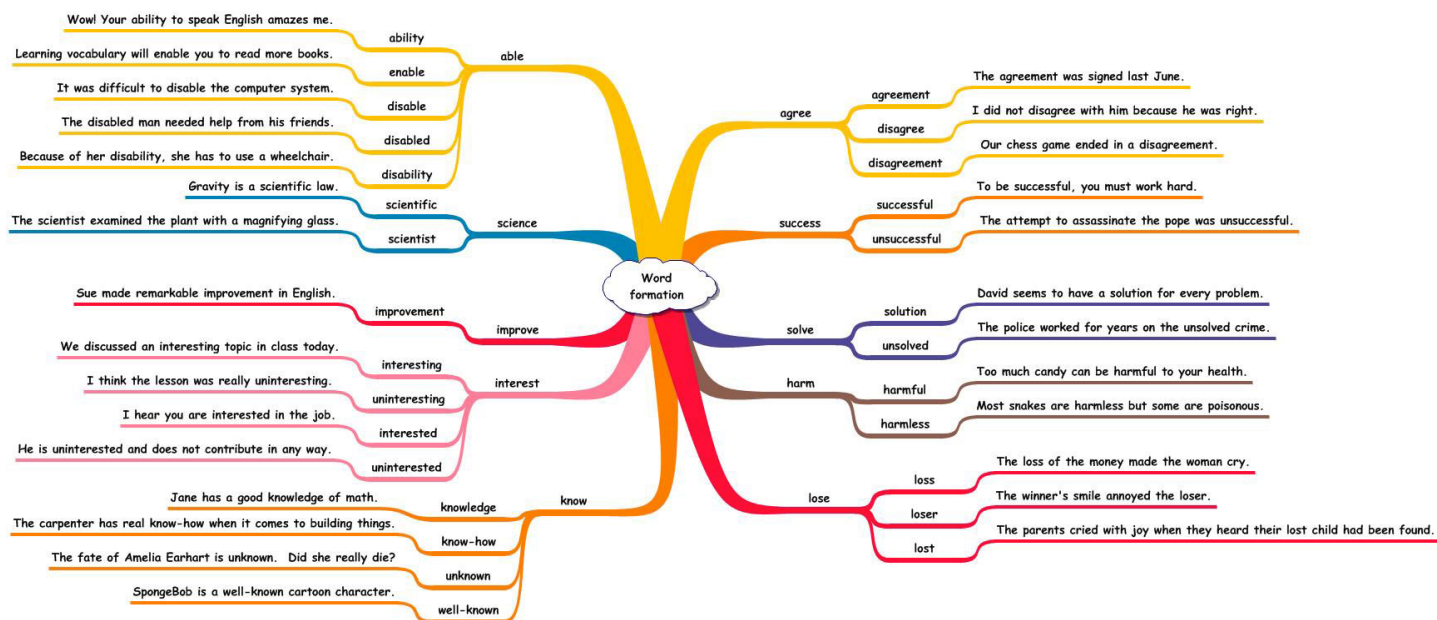 Word
formation
able
ability
Wow! Your ability to speak English amazes me.
enable
Learning vocabulary will enable you to read more books.
disable
It was difficult to disable the computer system.
disabled
The disabled man needed help from his friends.
disability
Because of her disability, she has to use a wheelchair.
science
scientific
Gravity is a scientific law.
scientist
The scientist examined the plant with a magnifying glass.
improve
improvement
Sue made remarkable improvement in English.
interest
interesting
We discussed an interesting topic in class today.
uninteresting
I think the lesson was really uninteresting.
interested
I hear you are interested in the job.
uninterested
He is uninterested and does not contribute in any way.
know
knowledge
Jane has a good knowledge of math.
know-how
The carpenter has real know-how when it comes to building things.
unknown
The fate of Amelia Earhart is unknown.  Did she really die?
well-known
SpongeBob is a well-known cartoon character.
agree
agreement
The agreement was signed last June.
disagree
I did not disagree with him because he was right.
disagreement
Our chess game ended in a disagreement.
success
successful
To be successful, you must work hard.
unsuccessful
The attempt to assassinate the pope was unsuccessful.
solve
solution
David seems to have a solution for every problem.
unsolved
The police worked for years on the unsolved crime.
harm
harmful
Too much candy can be harmful to your health.
harmless
Most snakes are harmless but some are poisonous.
lose
loss
The loss of the money made the woman cry.
loser
The winner's smile annoyed the loser.
lost
The parents cried with joy when they heard their lost child had been found.